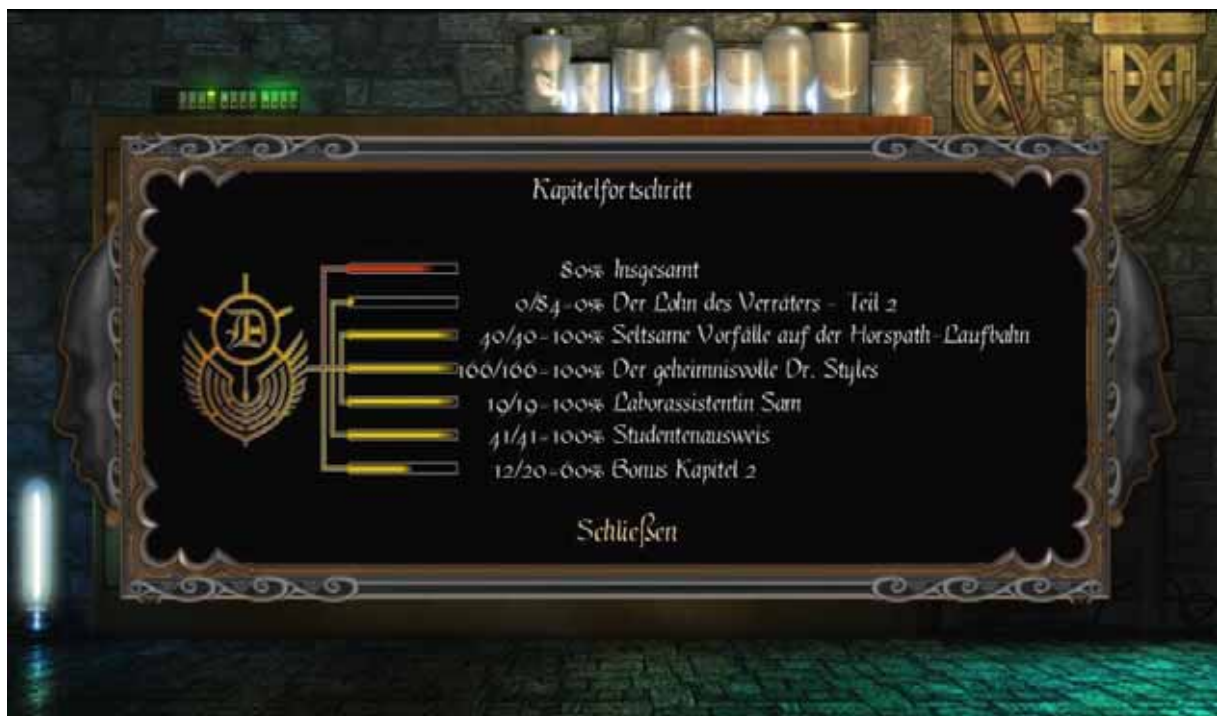 Kapitelfortschritt
80% Insgesamt
0/84=0% Der Lohn des Verräters - Teil 2
40/40=100% Seltsame Vorfälle auf der Horspath-Laufbahn
166/166=100% Der geheimnisvolle Dr. Styles
19/19=100% Laborassistentin Sam
41/41=100% Studentenausweis
12/20=60% Bonus Kapitel 2
Schließen